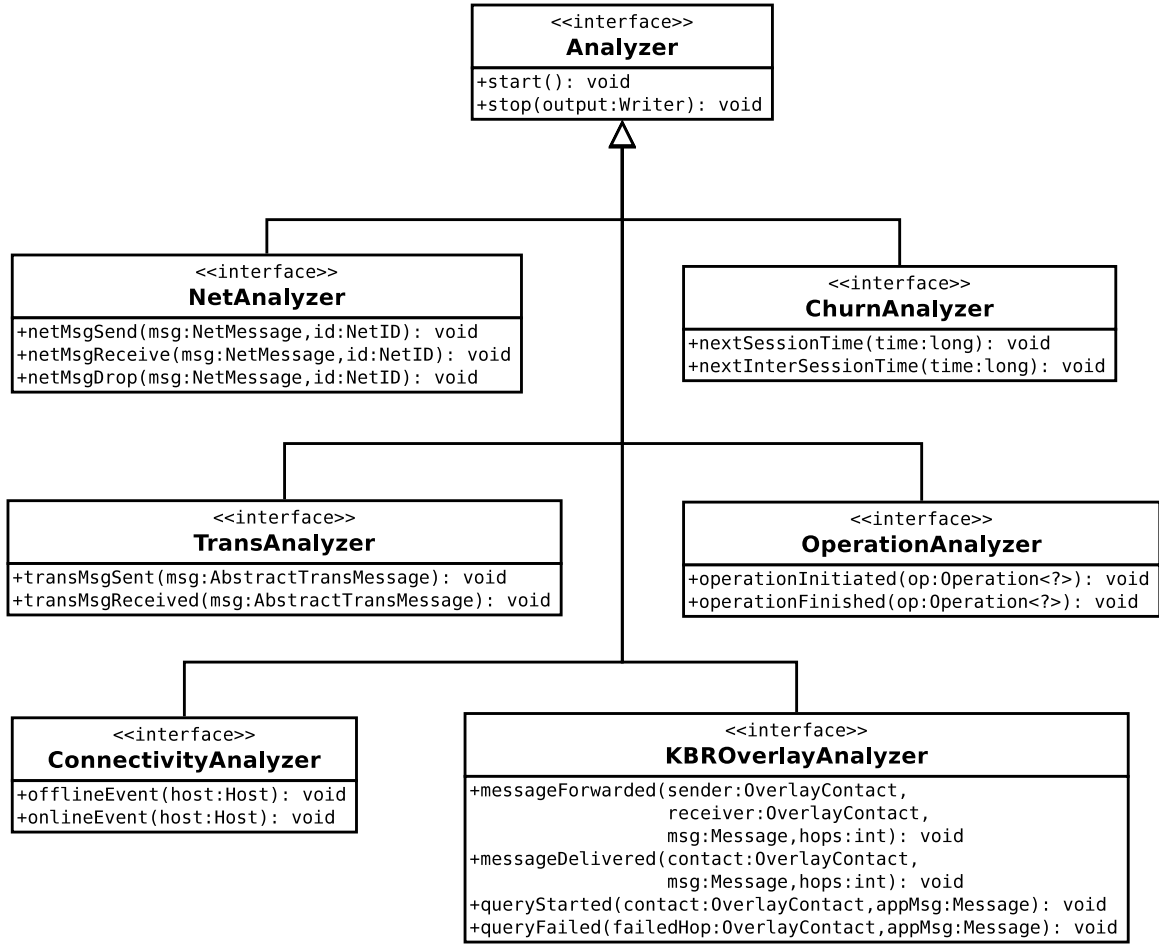 <<interface>>
Analyzer
+start(): void
+stop(output:Writer): void
<<interface>>
NetAnalyzer
+netMsgSend(msg:NetMessage,id:NetID): void
+netMsgReceive(msg:NetMessage,id:NetID): void
+netMsgDrop(msg:NetMessage,id:NetID): void
<<interface>>
ChurnAnalyzer
+nextSessionTime(time:long): void
+nextInterSessionTime(time:long): void
<<interface>>
TransAnalyzer
+transMsgSent(msg:AbstractTransMessage): void
+transMsgReceived(msg:AbstractTransMessage): void
<<interface>>
OperationAnalyzer
+operationInitiated(op:Operation<?>): void
+operationFinished(op:Operation<?>): void
<<interface>>
ConnectivityAnalyzer
+offlineEvent(host:Host): void
+onlineEvent(host:Host): void
<<interface>>
KBROverlayAnalyzer
+messageForwarded(sender:OverlayContact,
receiver:OverlayContact,
msg:Message,hops:int): void
+messageDelivered(contact:OverlayContact,
msg:Message,hops:int): void
+queryStarted(contact:OverlayContact,appMsg:Message): void
+queryFailed(failedHop:OverlayContact,appMsg:Message): void